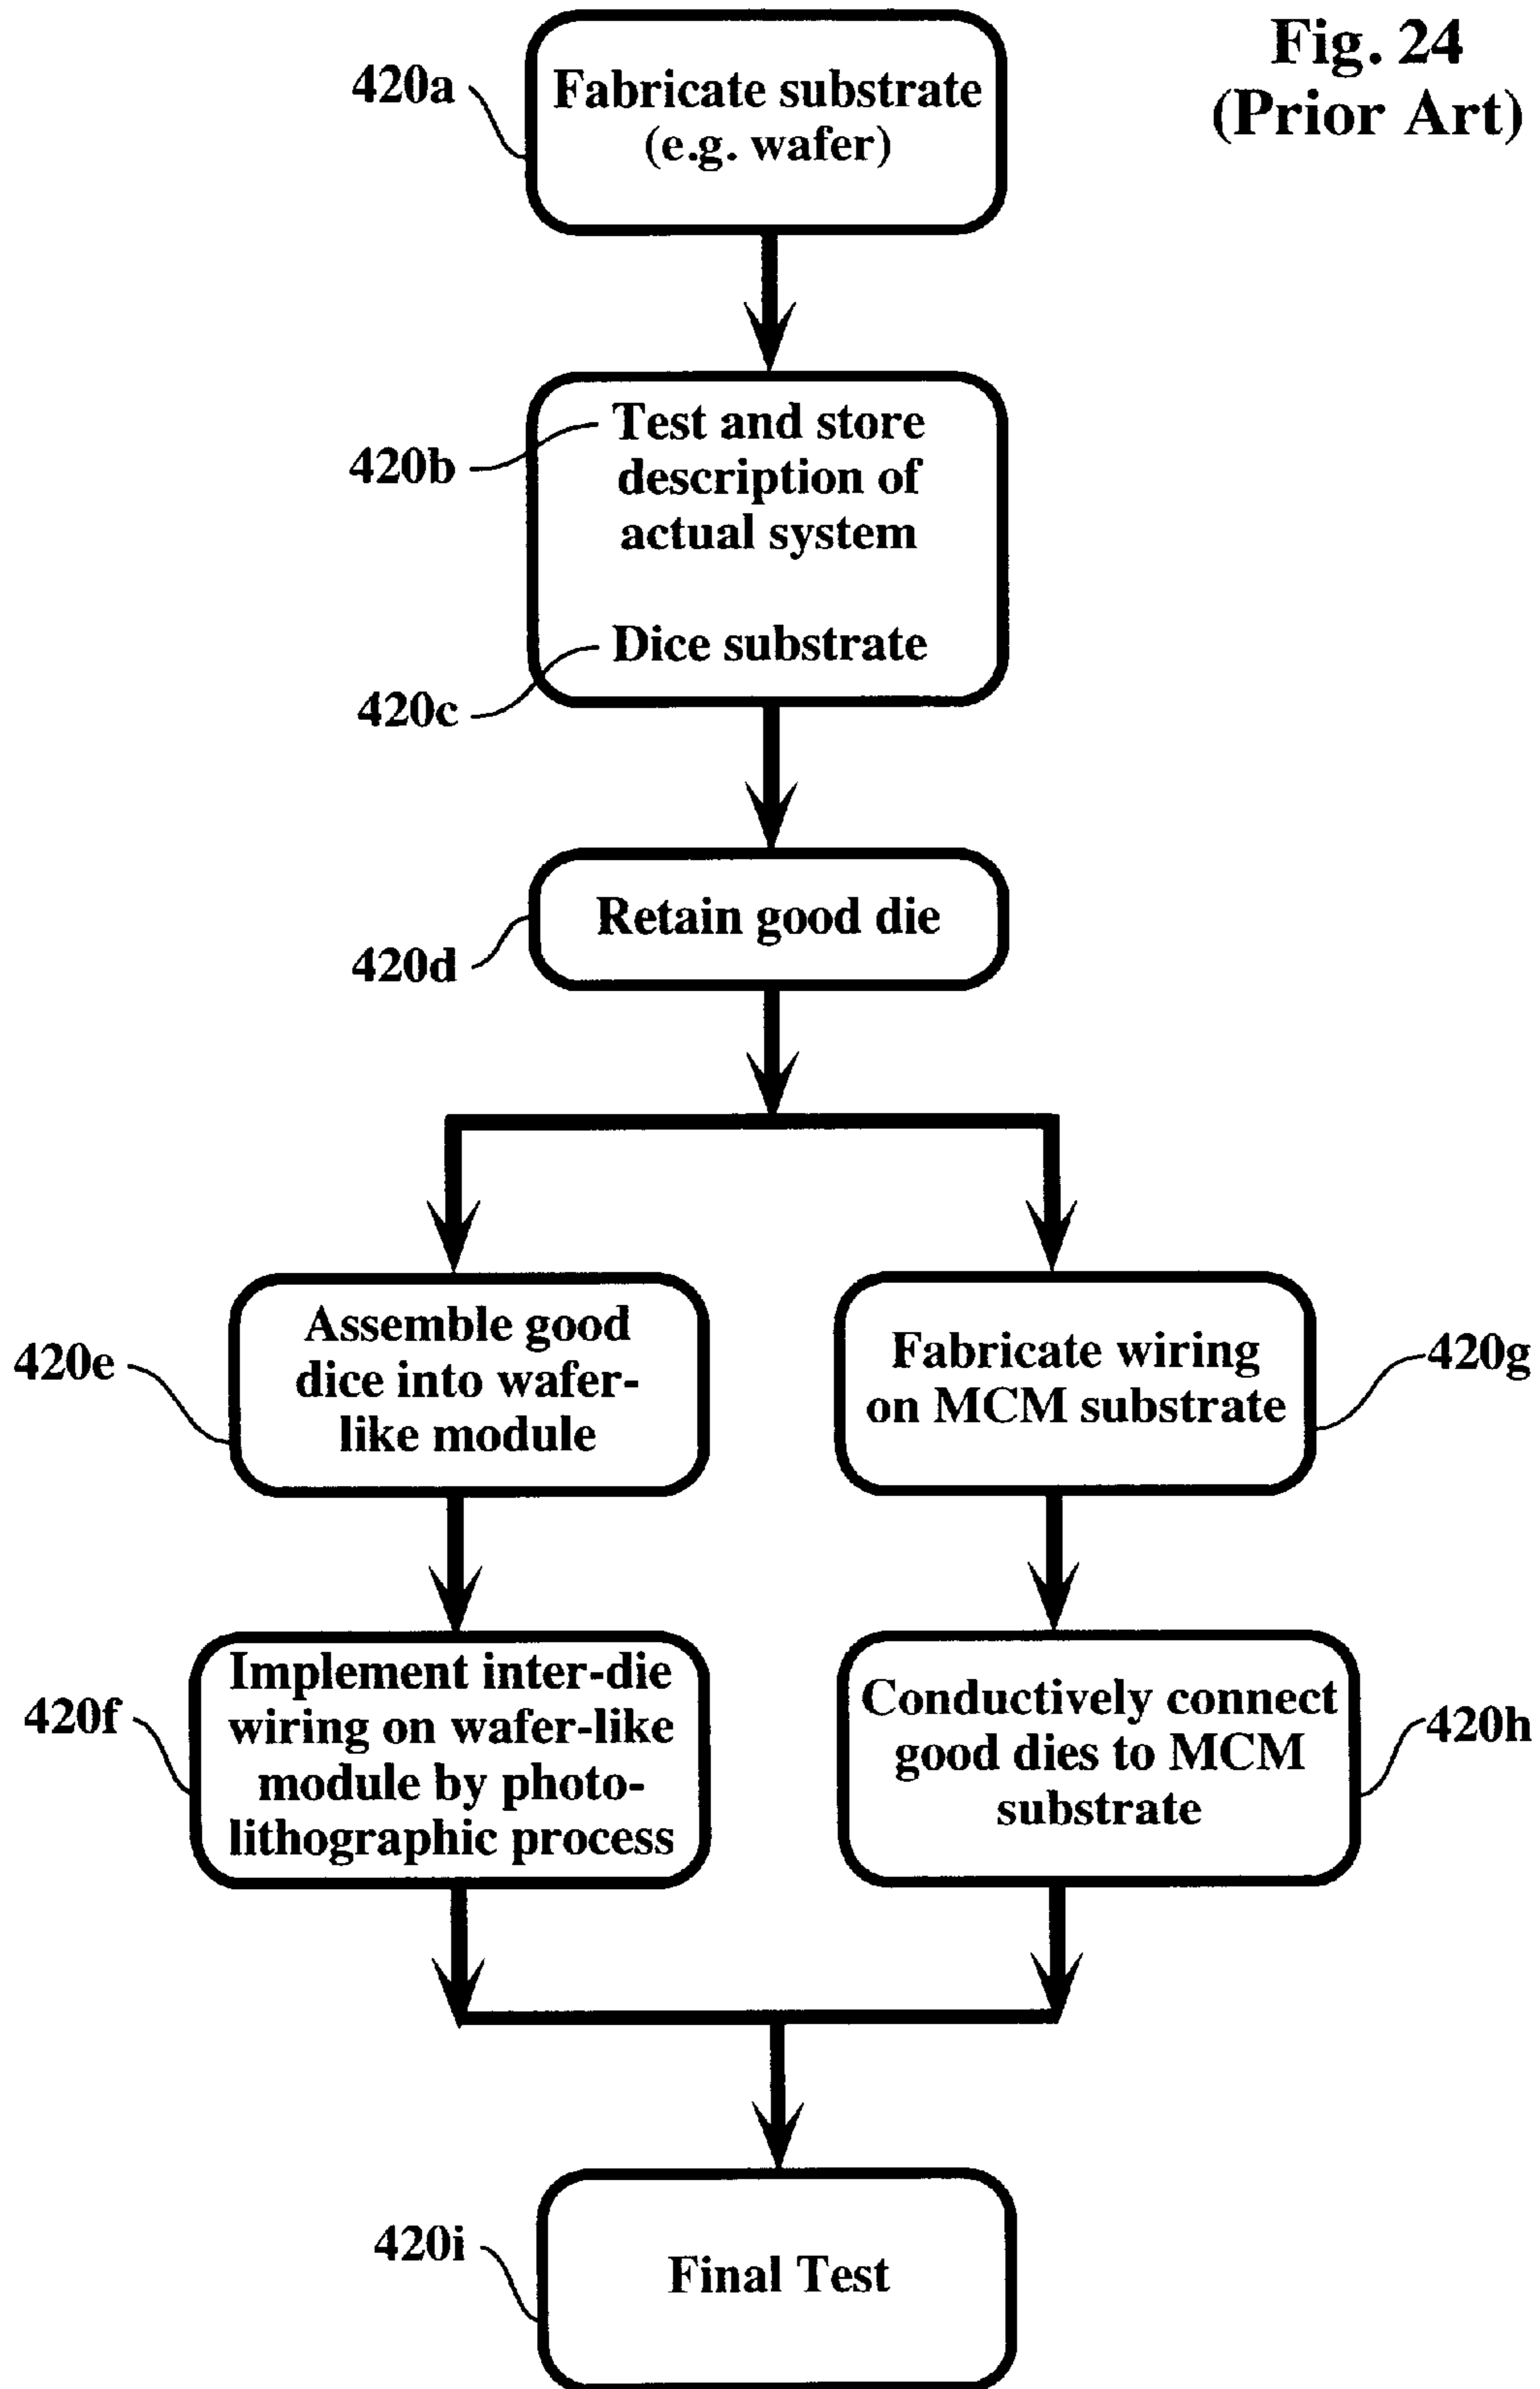 Fig. 24
(Prior Art)
420a
Fabricate substrate
(e.g. wafer)
420b
Test and store
description of
actual system
420c
Dice substrate
420d
Retain good die
420e
Assemble good
dice into wafer-
like module
420g
Fabricate wiring
on MCM substrate
420f
Implement inter-die
wiring on wafer-like
module by photo-
lithographic process
420h
Conductively connect
good dies to MCM
substrate
420i
Final Test